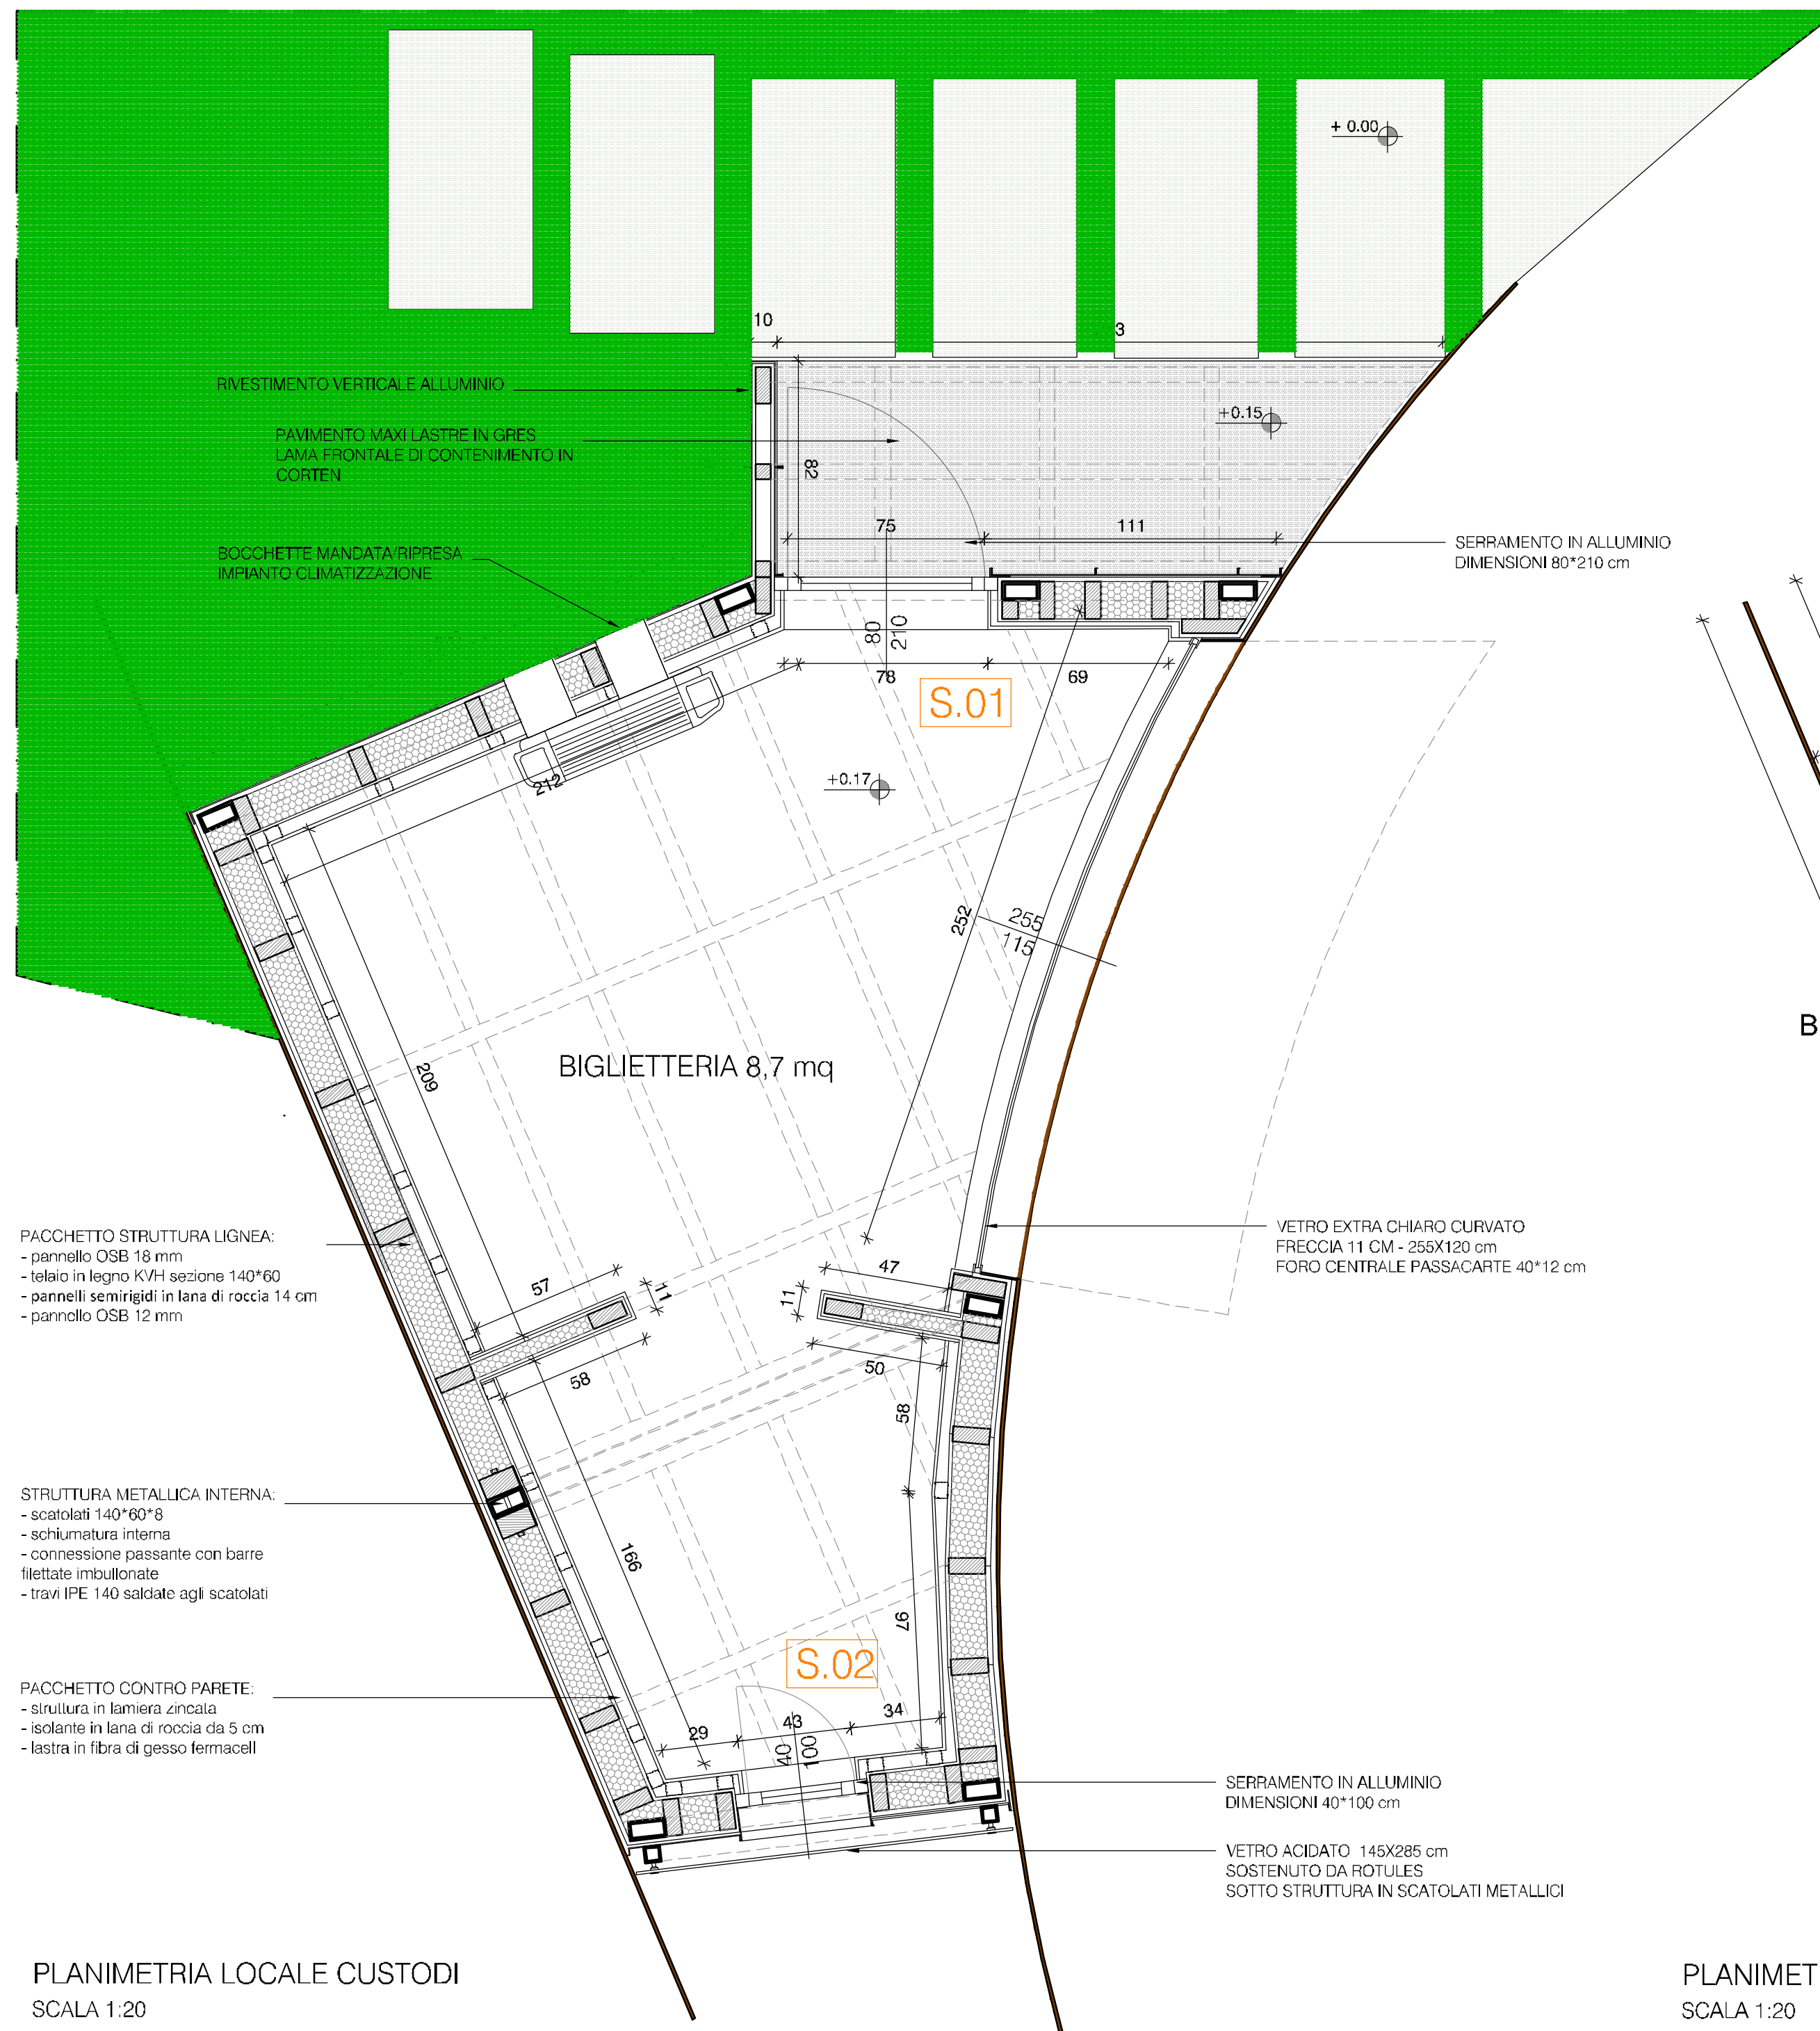 + 0.00
10
3
RIVESTIMENTO VERTICALE ALLUMINIO
+0.15
PAVIMENTO MAXI LASTRE IN GRES
LAMA FRONTALE DI CONTENIMENTO IN
CORTEN
82
75
111
SERRAMENTO IN ALLUMINIO
DIMENSIONI 80*210 cm
BOCCHETTE MANDATA/RIPRESA
IMPIANTO CLIMATIZZAZIONE
80
210
78
69
S.01
212
+0.17
252
255
115
B
209
BIGLIETTERIA 8,7 mq
PACCHETTO STRUTTURA LIGNEA:
- pannello OSB 18 mm
- telaio in legno KVH sezione 140*60
- pannelli semirigidi in lana di roccia 14 cm
- pannello OSB 12 mm
VETRO EXTRA CHIARO CURVATO
FRECCIA 11 CM - 255X120 cm
FORO CENTRALE PASSACARTE 40*12 cm
57
11
47
11
58
50
58
STRUTTURA METALLICA INTERNA:
- scatolati 140*60*8
- schiumatura interna
- connessione passante con barre
filettate imbullonate
- travi IPE 140 saldate agli scatolati
166
97
S.02
PACCHETTO CONTRO PARETE:
- struttura in lamiera zincata
- isolante in lana di roccia da 5 cm
- lastra in fibra di gesso fermacell
29
43
34
40
100
SERRAMENTO IN ALLUMINIO
DIMENSIONI 40*100 cm
VETRO ACIDATO 145X285 cm
SOSTENUTO DA ROTULES
SOTTO STRUTTURA IN SCATOLATI METALLICI
PLANIMETRIA LOCALE CUSTODI
SCALA 1:20
PLANIMET
SCALA 1:20